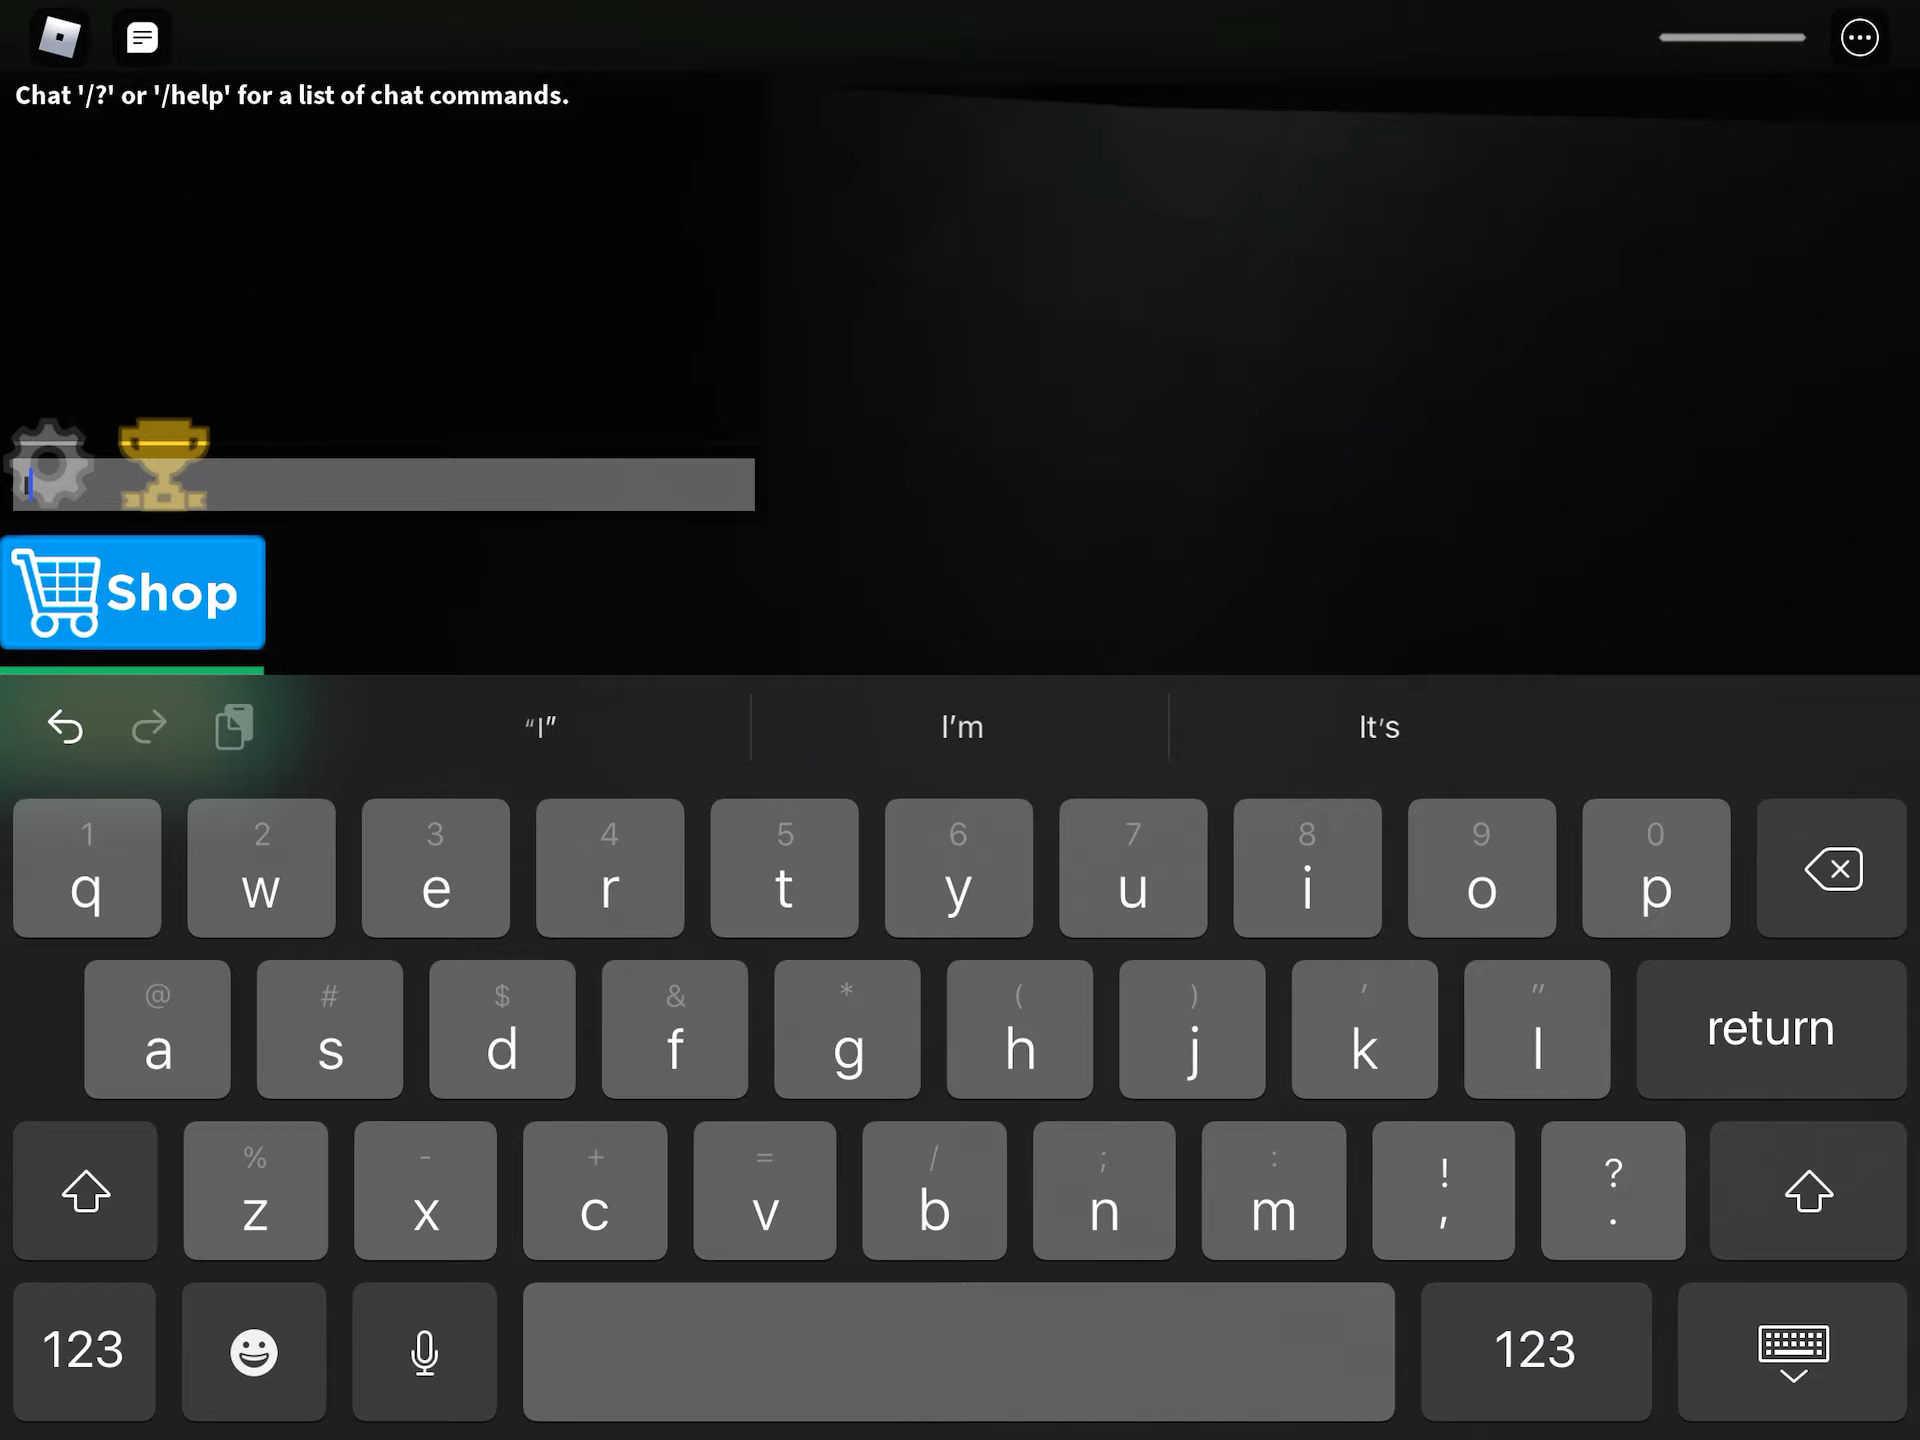 Chat '/?' or '/help' for a list of chat commands.
I
Shop
“I” I'm It's
1 2 3 4 5 6 7 8 9 0
q w e r t y u i o p
@ # $ & * ( ) ' "
a s d f g h j k l return
% - + = / ; : ! ?
z x c v b n m , .
123 123